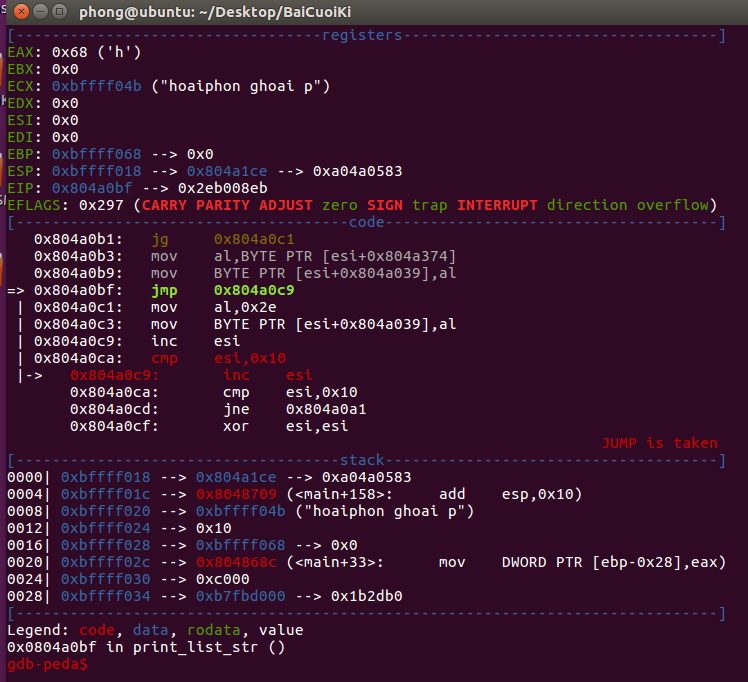 phong@ubuntu: ~/Desktop/BaiCuoiKi
[----------------------------------registers-----------------------------------]
EAX: 0x68 ('h')
EBX: 0x0
ECX: 0xbffff04b ("hoaiphon ghoai p")
EDX: 0x0
ESI: 0x0
EDI: 0x0
EBP: 0xbffff068 --> 0x0
ESP: 0xbffff018 --> 0x804a1ce --> 0xa04a0583
EIP: 0x804a0bf --> 0x2eb008eb
EFLAGS: 0x297 (CARRY PARITY ADJUST zero SIGN trap INTERRUPT direction overflow)
[-------------------------------------code-------------------------------------]
   0x804a0b1:	jg     0x804a0c1
   0x804a0b3:	mov    al,BYTE PTR [esi+0x804a374]
   0x804a0b9:	mov    BYTE PTR [esi+0x804a039],al
=> 0x804a0bf:	jmp    0x804a0c9
 | 0x804a0c1:	mov    al,0x2e
 | 0x804a0c3:	mov    BYTE PTR [esi+0x804a039],al
 | 0x804a0c9:	inc    esi
 | 0x804a0ca:	cmp    esi,0x10
 |->   0x804a0c9:	inc    esi
       0x804a0ca:	cmp    esi,0x10
       0x804a0cd:	jne    0x804a0a1
       0x804a0cf:	xor    esi,esi
JUMP is taken
[------------------------------------stack-------------------------------------]
0000| 0xbffff018 --> 0x804a1ce --> 0xa04a0583
0004| 0xbffff01c --> 0x8048709 (<main+158>:	add    esp,0x10)
0008| 0xbffff020 --> 0xbffff04b ("hoaiphon ghoai p")
0012| 0xbffff024 --> 0x10
0016| 0xbffff028 --> 0xbffff068 --> 0x0
0020| 0xbffff02c --> 0x804868c (<main+33>:	mov    DWORD PTR [ebp-0x28],eax)
0024| 0xbffff030 --> 0xc000
0028| 0xbffff034 --> 0xb7fbd000 --> 0x1b2db0
[------------------------------------------------------------------------------]
Legend: code, data, rodata, value
0x0804a0bf in print_list_str ()
gdb-peda$